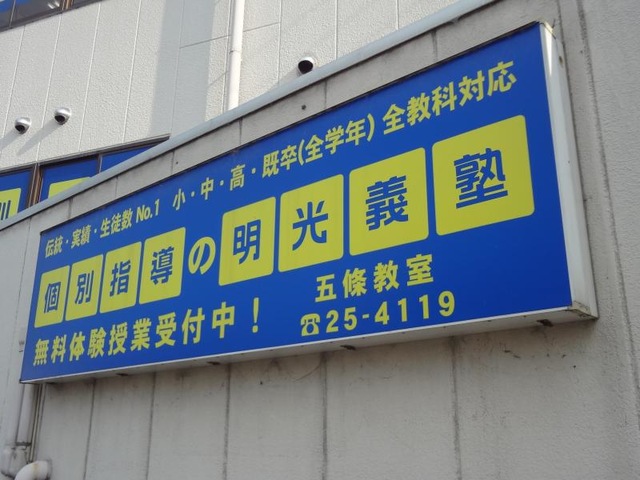 伝統・実績・生徒数 No.1 小・中・高・既卒(全学年) 全教科対応
個別指導の明光義塾
無料体験授業受付中！
五條教室
☎25-4119